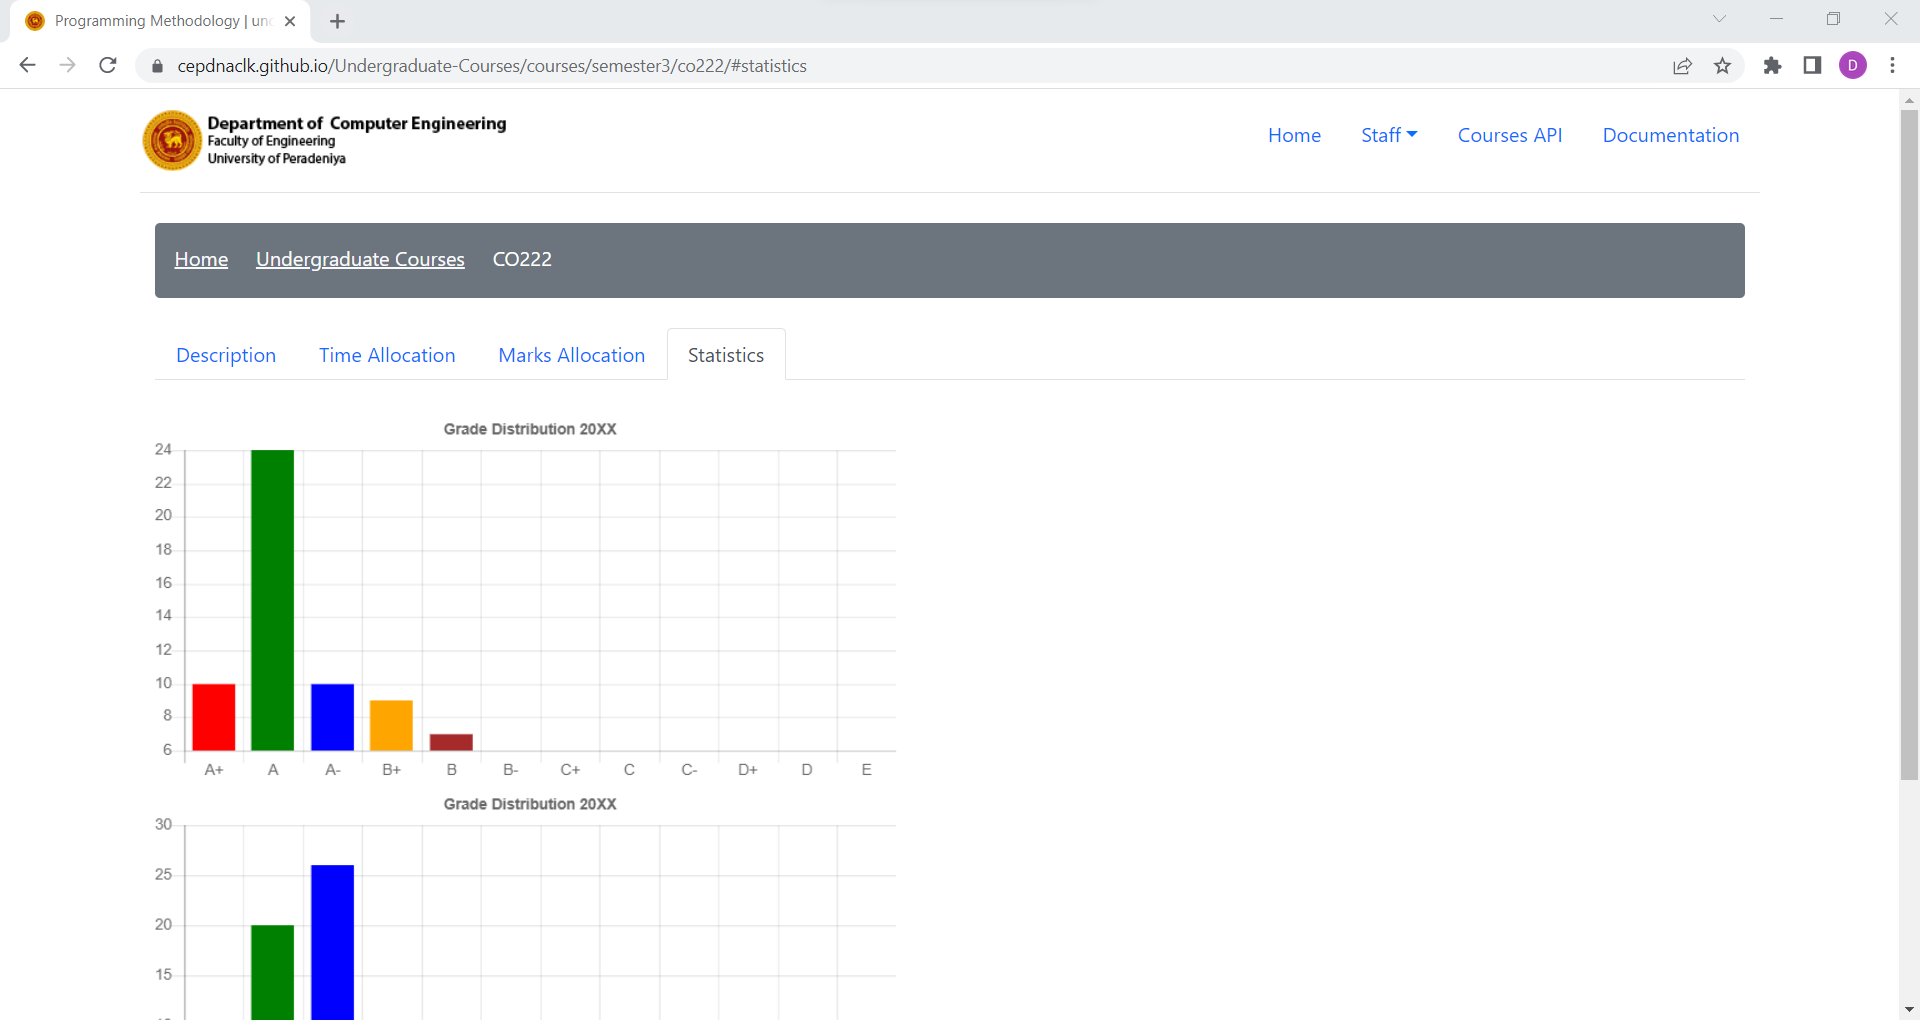 Programming Methodology | un
cepdnaclk.github.io/Undergraduate-Courses/courses/semester3/co222/#statistics
D
Department of Computer Engineering
Faculty of Engineering
University of Peradeniya
Home Staff Courses API Documentation
Home Undergraduate Courses CO222
Description Time Allocation Marks Allocation Statistics
Grade Distribution 20XX
24
22
20
18
16
14
12
10
8
6
A+ A A- B+ B B- C+ C C- D+ D E
Grade Distribution 20XX
30
25
20
15